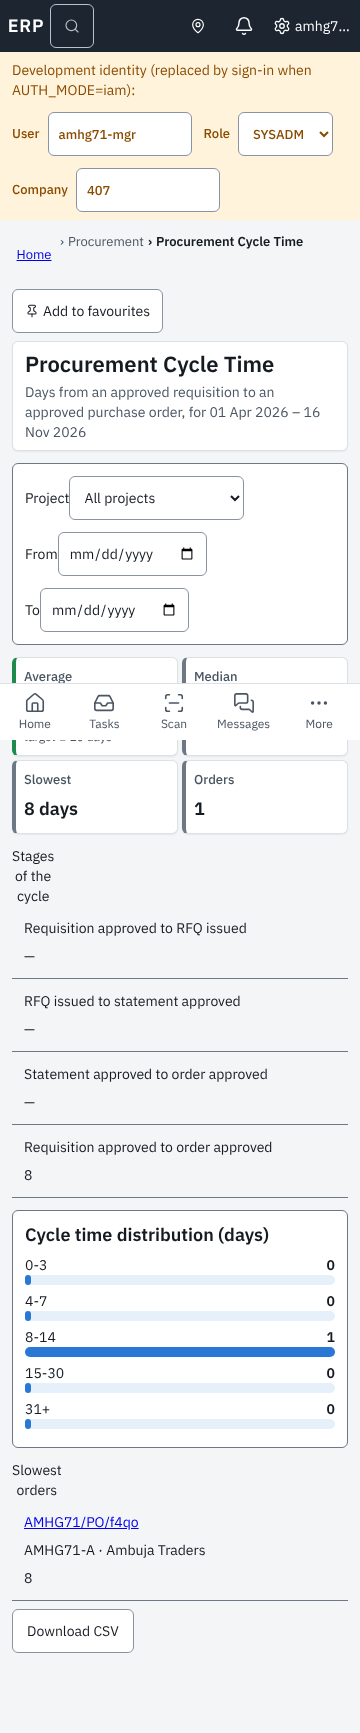 ERP
amhg7...
Development identity (replaced by sign-in when
AUTH_MODE=iam):
User amhg71-mgr Role SYSADM
Company 407
Home › Procurement › Procurement Cycle Time
Add to favourites
Procurement Cycle Time
Days from an approved requisition to an
approved purchase order, for 01 Apr 2026 – 16
Nov 2026
Project All projects
From mm/dd/yyyy
To mm/dd/yyyy
Average Median
Home Tasks Scan Messages More
Slowest Orders
8 days 1
Stages
of the
cycle
Requisition approved to RFQ issued
—
RFQ issued to statement approved
—
Statement approved to order approved
—
Requisition approved to order approved
8
Cycle time distribution (days)
0-3 0
4-7 0
8-14 1
15-30 0
31+ 0
Slowest
orders
AMHG71/PO/f4qo
AMHG71-A · Ambuja Traders
8
Download CSV